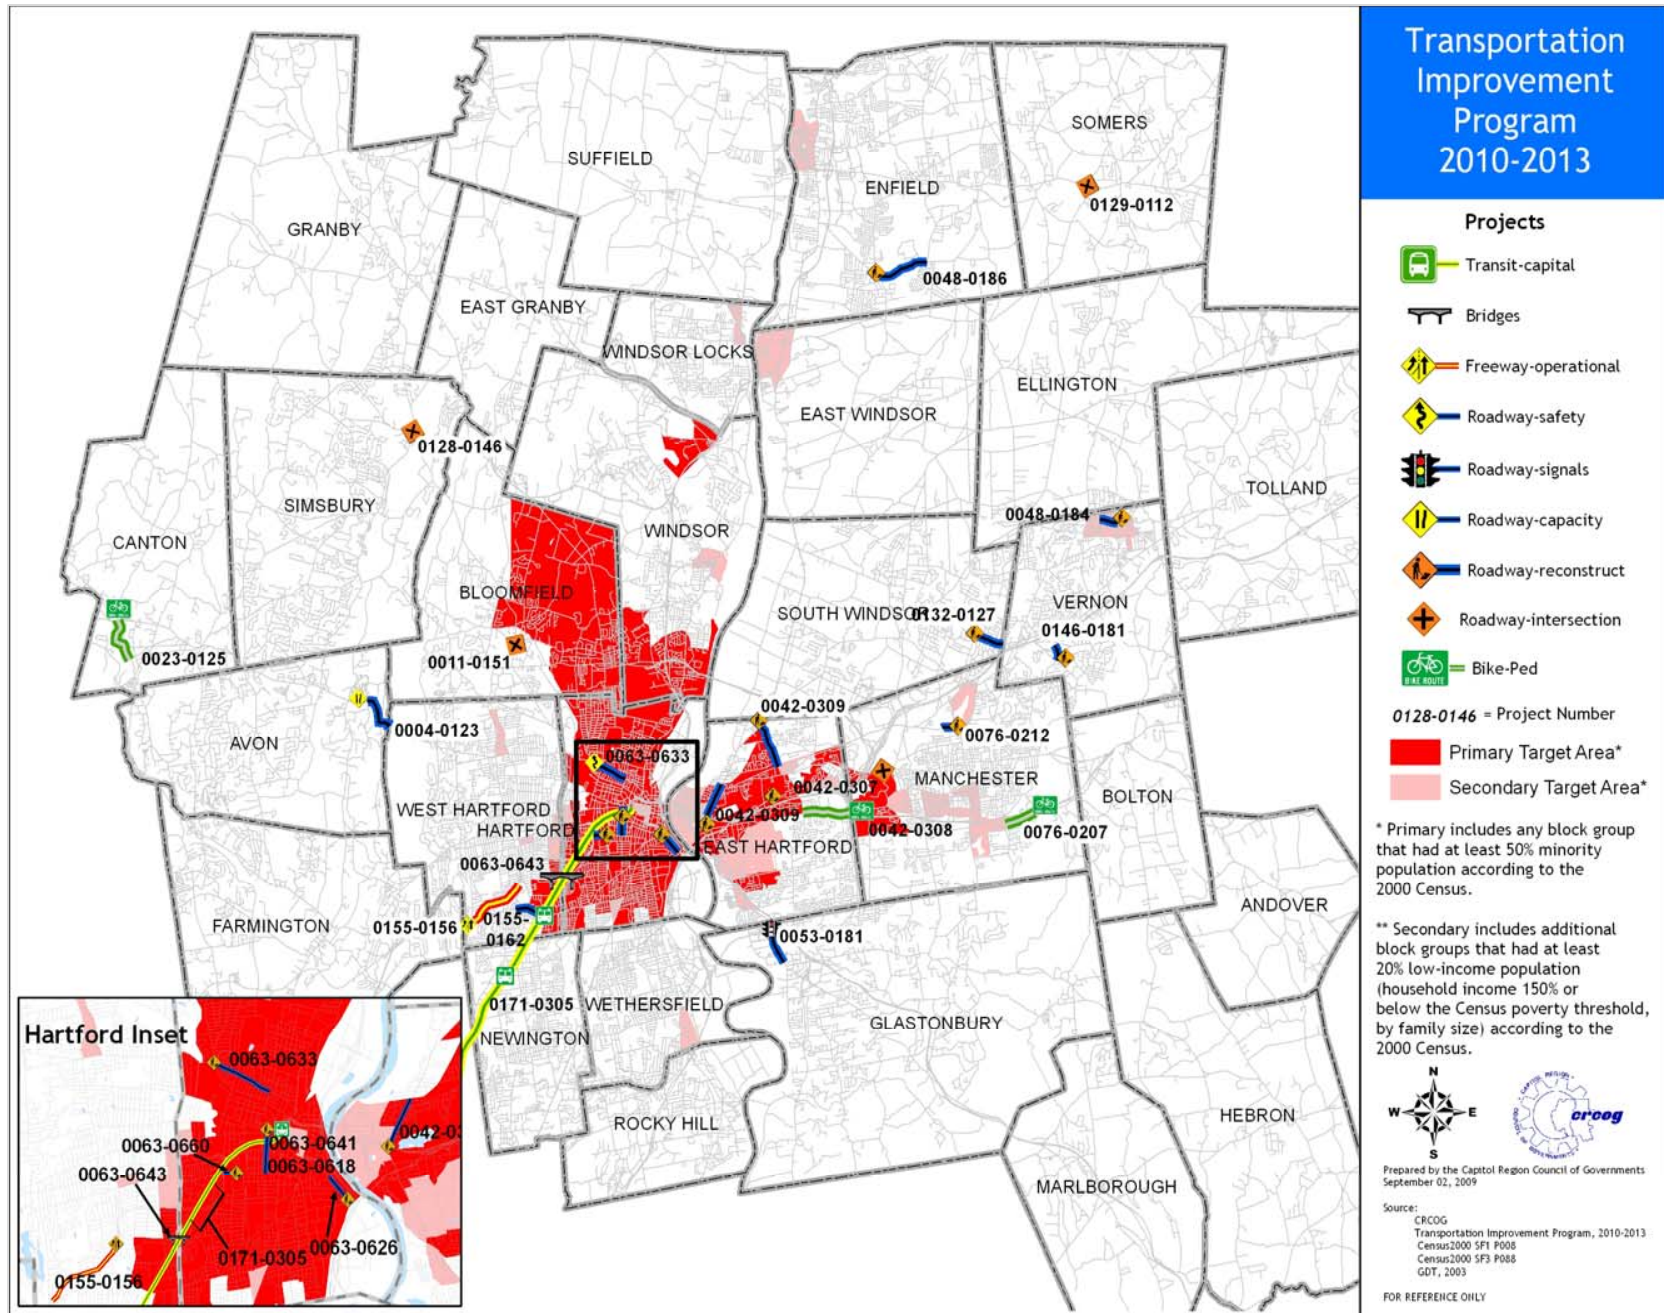 Transportation
Improvement
Program
2010-2013
Projects
Transit-capital
Bridges
Freeway-operational
Roadway-safety
Roadway-signals
Roadway-capacity
Roadway-reconstruct
Roadway-intersection
BIKE ROUTE
Bike-Ped
0128-0146 = Project Number
Primary Target Area*
Secondary Target Area*
* Primary includes any block group
that had at least 50% minority
population according to the
2000 Census.
** Secondary includes additional
block groups that had at least
20% low-income population
(household income 150% or
below the Census poverty threshold,
by family size) according to the
2000 Census.
N
W
E
S
CAPITOL REGION
crcog
Prepared by the Capitol Region Council of Governments
September 02, 2009
Source:
CRCOG
Transportation Improvement Program, 2010-2013
Census2000 SF1 P008
Census2000 SF3 P088
GDT, 2003
FOR REFERENCE ONLY
SOMERS
0129-0112
SUFFIELD
ENFIELD
0048-0186
GRANBY
EAST GRANBY
WINDSOR LOCKS
EAST WINDSOR
ELLINGTON
TOLLAND
0128-0146
SIMSBURY
CANTON
0023-0125
WINDSOR
BLOOMFIELD
0011-0151
0048-0184
SOUTH WINDSOR
0132-0127
VERNON
0146-0181
AVON
0004-0123
0042-0309
0076-0212
0063-0633
MANCHESTER
BOLTON
0042-0307
WEST HARTFORD
HARTFORD
0042-0309
0042-0308
0076-0207
EAST HARTFORD
0063-0643
ANDOVER
FARMINGTON
0155-0156
0155-
0162
0053-0181
0171-0305
WETHERSFIELD
GLASTONBURY
NEWINGTON
ROCKY HILL
HEBRON
MARLBOROUGH
Hartford Inset
0063-0633
0063-0660
0063-0641
0042-03
0063-0643
0063-0618
0171-0305
0063-0626
0155-0156